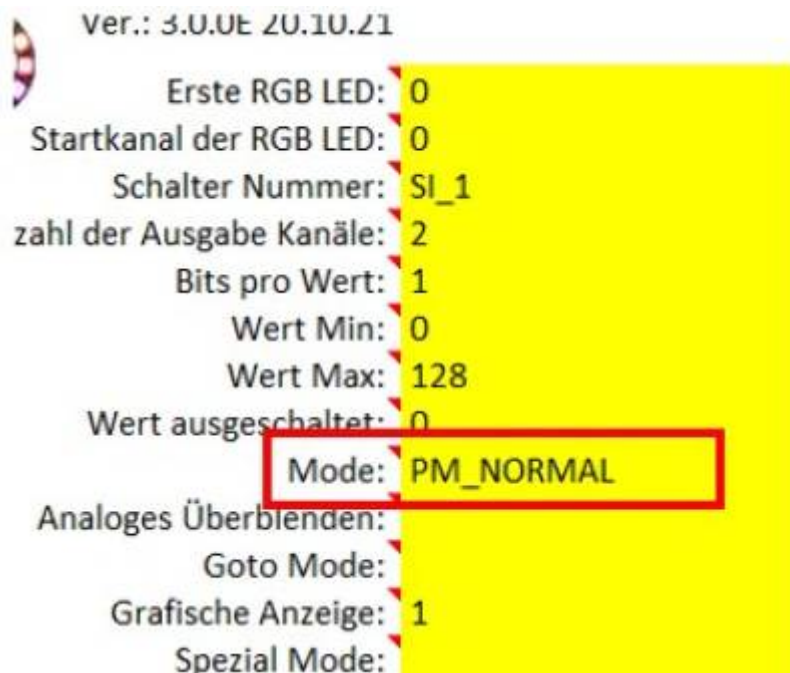 Ver.: 3.0.0E 20.10.21
Erste RGB LED: 0
Startkanal der RGB LED: 0
Schalter Nummer: SI_1
zahl der Ausgabe Kanäle: 2
Bits pro Wert: 1
Wert Min: 0
Wert Max: 128
Wert ausgeschaltet: 0
Mode: PM_NORMAL
Analoges Überblenden:
Goto Mode:
Grafische Anzeige: 1
Spezial Mode: